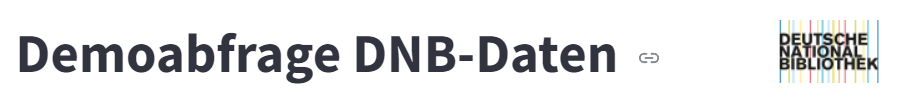 Demoabfrage DNB-Daten
DEUTSCHE
NATIONAL
BIBLIOTHEK